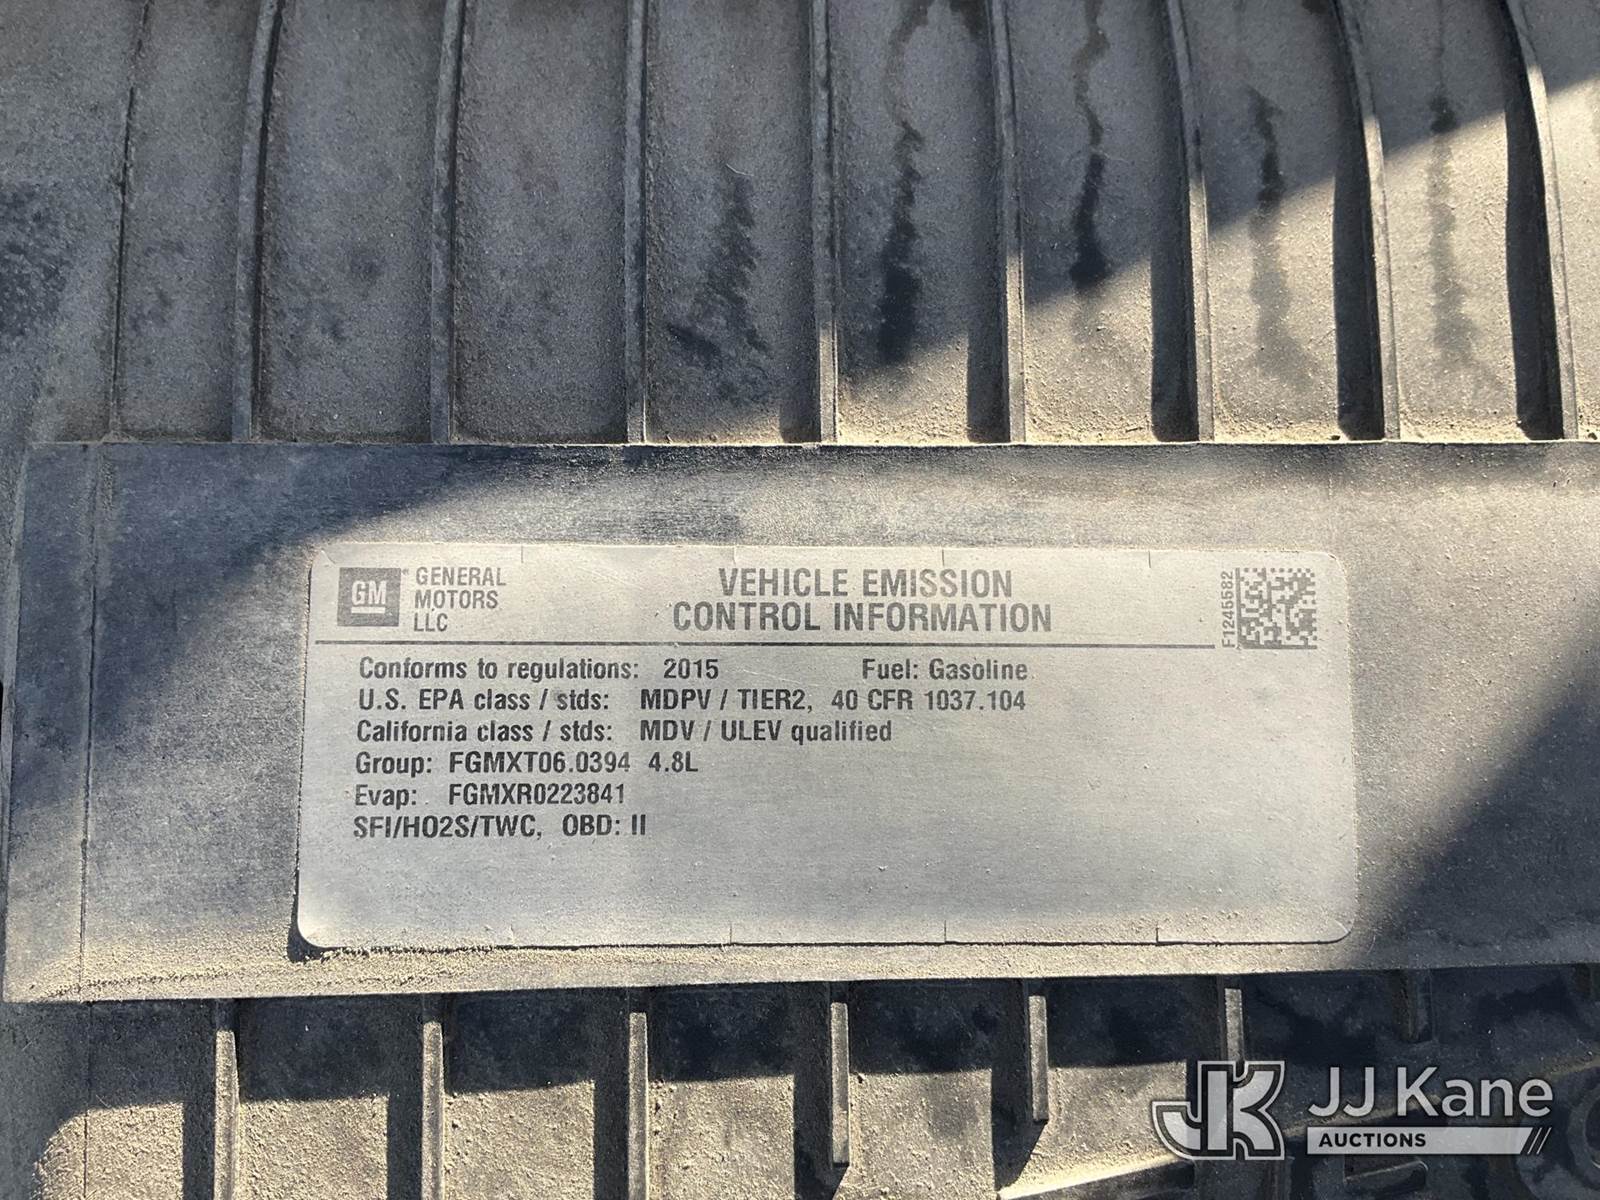 GM GENERAL MOTORS LLC
VEHICLE EMISSION
CONTROL INFORMATION
F1245582
Conforms to regulations: 2015 Fuel: Gasoline
U.S. EPA class / stds: MDPV / TIER2, 40 CFR 1037.104
California class / stds: MDV / ULEV qualified
Group: FGMXT06.0394 4.8L
Evap: FGMXR0223841
SFI/HO2S/TWC, OBD: II
JK JJ Kane
AUCTIONS